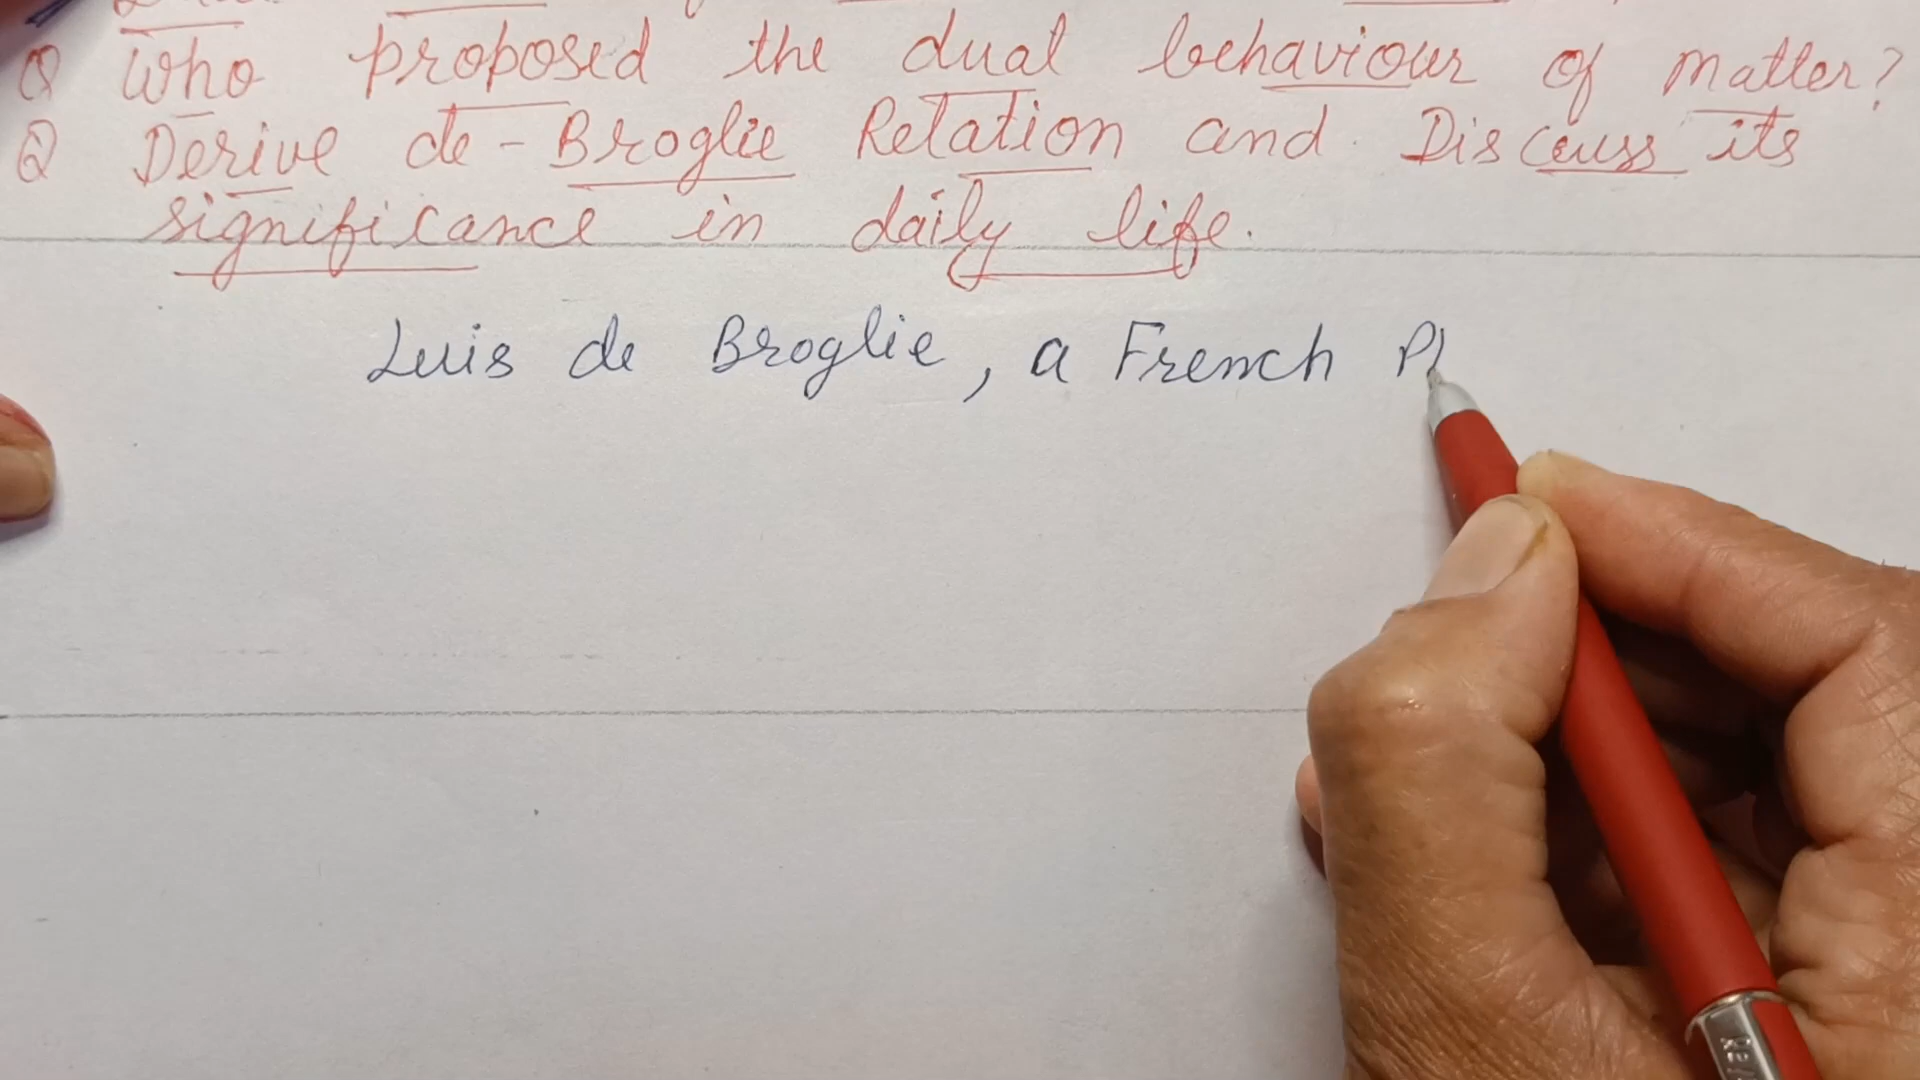 Q Who proposed the dual behaviour of matter?
Q Derive de-Broglie Relation and Discuss its
significance in daily life.
Luis de Broglie, a French Ph